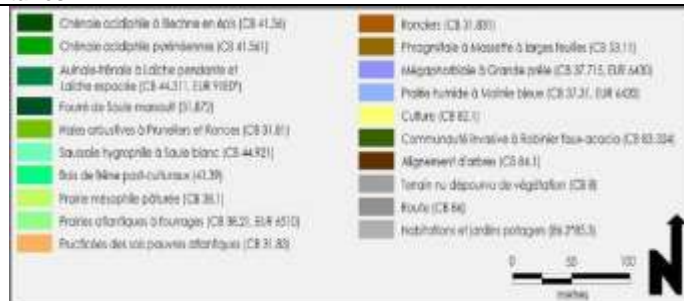 Chênaie acidiphile à Blechne en épis (CB 41.56)
Chênaie acidiphile pyrénéenne (CB 41.561)
Aulnaie-frênaie à Laîche pendante et
Laîche espacée (CB 44.311, EUR 91E0*)
Fourré de Saule marsault (31.872)
Haies arbustives à Prunelliers et Ronces (CB 31.81)
Saussaie hygrophile à Saule blanc (CB 44.921)
Bois de frêne post-culturaux (41.39)
Prairie mésophile pâturée (CB 38.1)
Prairies atlantiques à fourrages (CB 38.21, EUR 6510)
Fruticées des sols pauvres atlantiques (CB 31.83)
Ronciers (CB 31.831)
Phragmitaie à Massette à larges feuilles (CB 53.11)
Mégaphorbiaie à Grande prêle (CB 37.715, EUR 6430)
Prairie humide à Molinie bleue (CB 37.31, EUR 6410)
Culture (CB 82.1)
Communauté invasive à Robinier faux-acacia (CB 83.324)
Alignement d'arbres (CB 84.1)
Terrain nu dépourvu de végétation (CB 8)
Route (CB 86)
Habitations et jardins potagers (86 2*85.3)
0 50 100
mètres
N